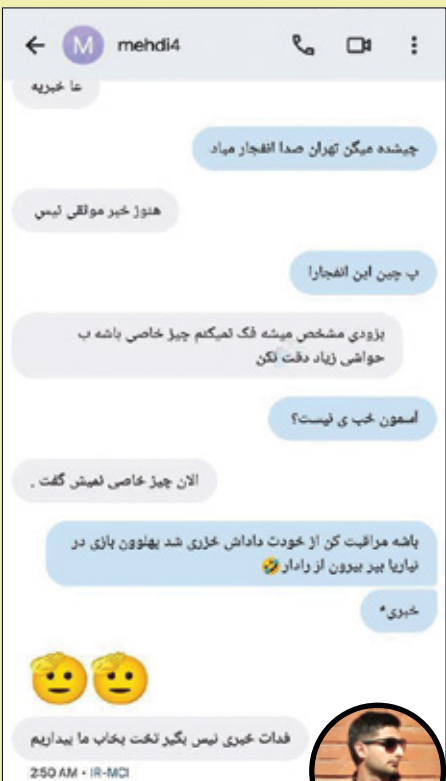 M mehdi4
عا خبریه
چیشده میگن تهران صدا انفجار میاد
هنوز خبر موثقی نیس
پ چین این انفجارا
بزودی مشخص میشه فک نمیکنم چیز خاصی باشه ب
حواشی زیاد دقت نکن
آسمون خب ی نیست؟
الان چیز خاصی نمیش گفت .
باشه مراقبت کن از خودت داداش خزری شد پهلوون بازی در
نیاریا بپر بیرون از رادار🤣
خبری*
🫡🫡
فدات خبری نیس بگیر تخت بخاب ما بیداریم
2:50 AM • IR-MCI